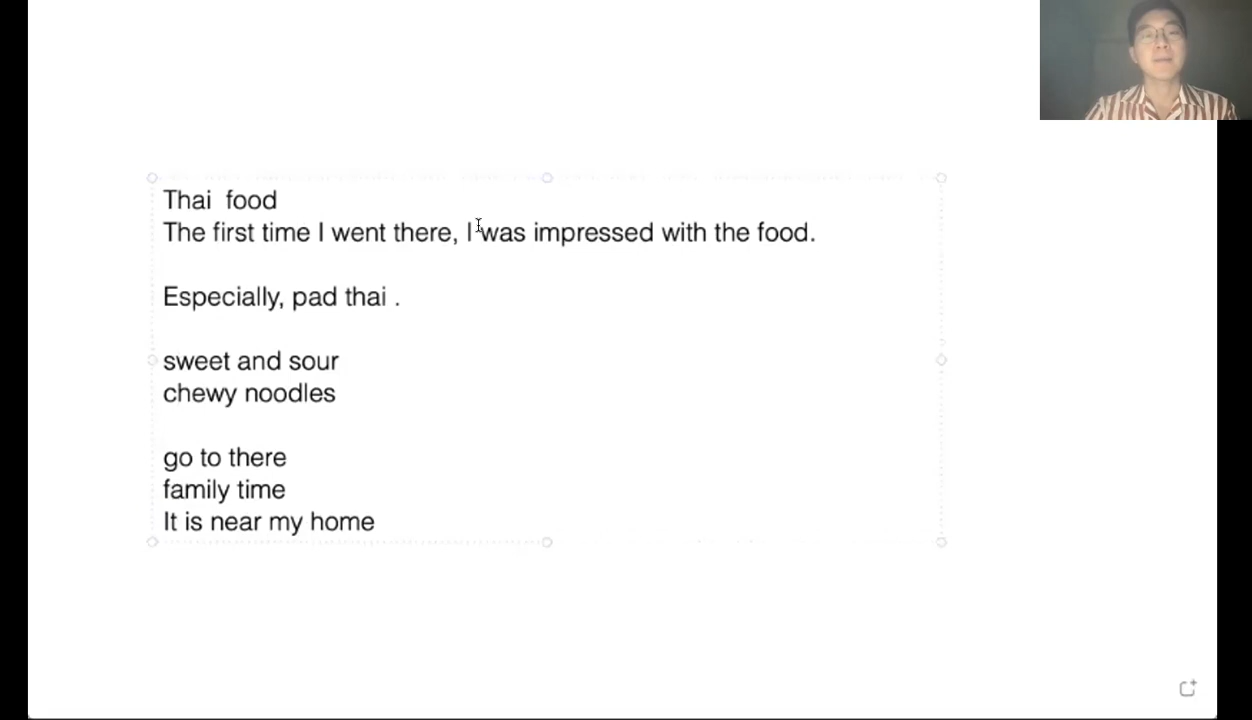 Thai  food
The first time I went there, I was impressed with the food.
Especially, pad thai .
sweet and sour
chewy noodles
go to there
family time
It is near my home